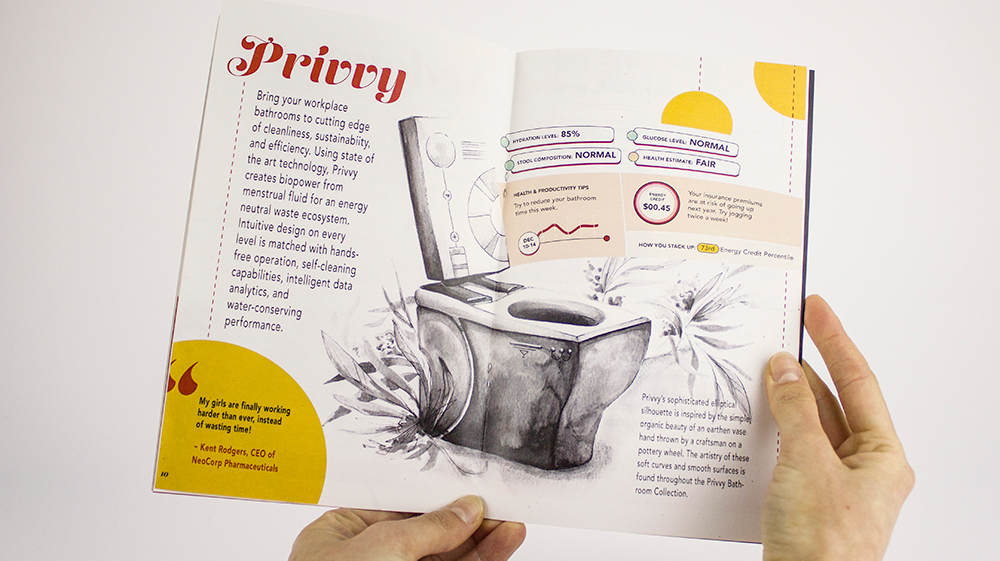 Privvy
Bring your workplace
bathrooms to cutting edge
of cleanliness, sustainabiity,
and efficiency. Using state of
the art technology, Privvy
creates biopower from
menstrual fluid for an energy
neutral waste ecosystem.
Intuitive design on every
level is matched with hands-
free operation, self-cleaning
capabilities, intelligent data
analytics, and
water-conserving
performance.
“
My girls are finally working
harder than ever, instead
of wasting time!
~ Kent Rodgers, CEO of
NeoCorp Pharmaceuticals
10
HYDRATION LEVEL: 85%
STOOL COMPOSITION: NORMAL
GLUCOSE LEVEL: NORMAL
HEALTH ESTIMATE: FAIR
HEALTH & PRODUCTIVITY TIPS
Try to reduce your bathroom
time this week.
DEC
10-14
ENERGY
CREDIT
$00.45
Your insurance premiums
are at risk of going up
next year. Try jogging
twice a week!
HOW YOU STACK UP: 73rd Energy Credit Percentile
Privvy's sophisticated elliptical
silhouette is inspired by the simple,
organic beauty of an earthen vase
hand thrown by a craftsman on a
pottery wheel. The artistry of these
soft curves and smooth surfaces is
found throughout the Privvy Bath-
room Collection.